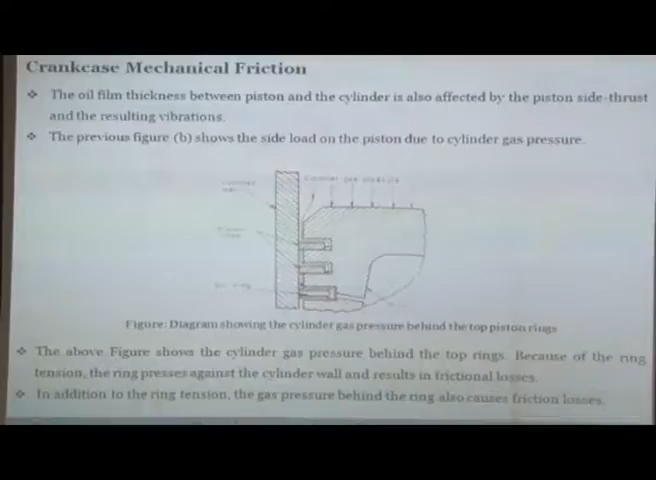 Crankcase Mechanical Friction
❖ The oil film thickness between piston and the cylinder is also affected by the piston side-thrust
and the resulting vibrations.
❖ The previous figure (b) shows the side load on the piston due to cylinder gas pressure.
Cylinder gas pressure
Figure: Diagram showing the cylinder gas pressure behind the top piston rings
❖ The above Figure shows the cylinder gas pressure behind the top rings. Because of the ring
tension, the ring presses against the cylinder wall and results in frictional losses.
❖ In addition to the ring tension, the gas pressure behind the ring also causes friction losses.